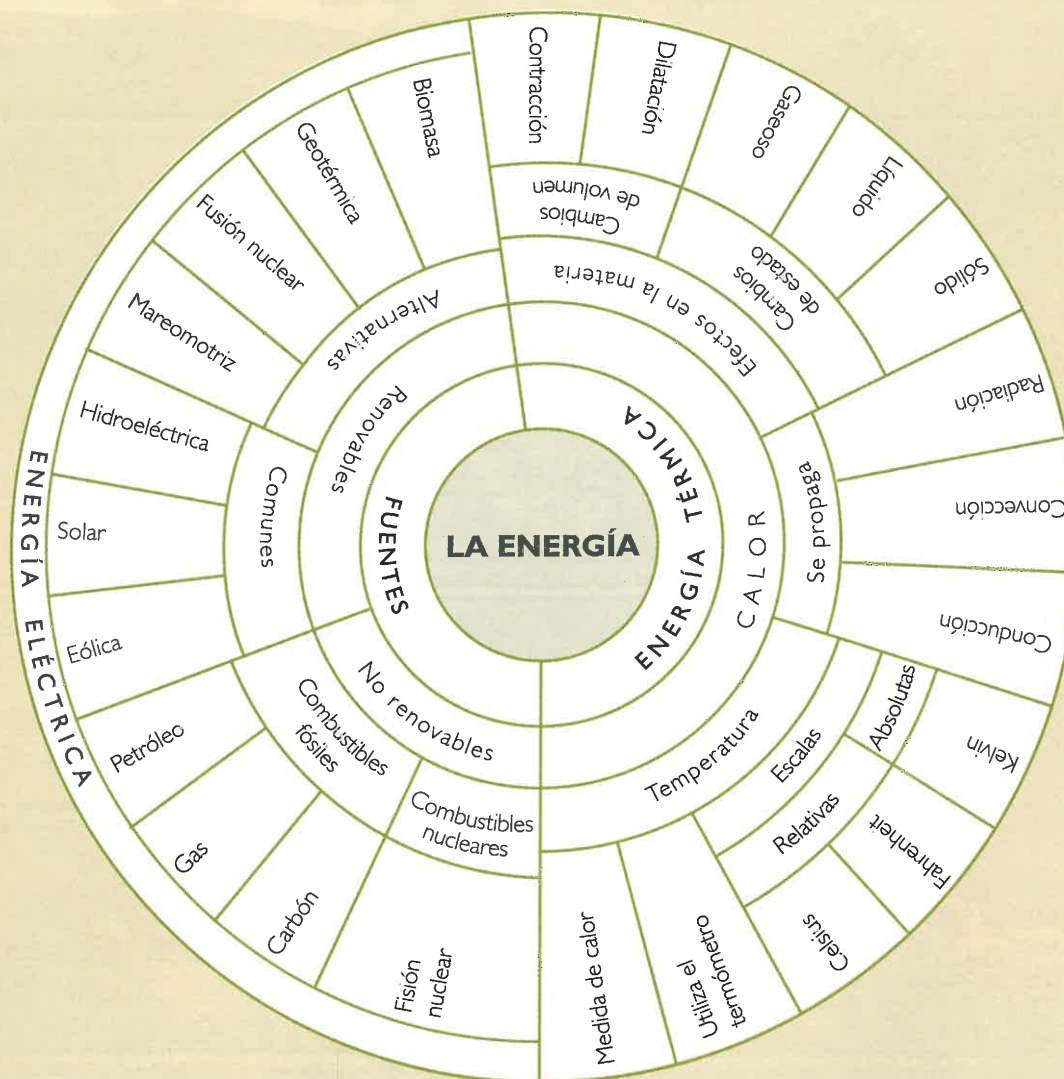 LA ENERGÍA
FUENTES
Renovables
Alternativas
Biomasa
Geotérmica
Fusión nuclear
Mareomotriz
Comunes
Hidroeléctrica
Solar
Eólica
No renovables
Combustibles
fósiles
Petróleo
Gas
Carbón
Combustibles
nucleares
Fisión
nuclear
ENERGÍA ELÉCTRICA
ENERGÍA TÉRMICA
CALOR
Efectos en la materia
Cambios
de volumen
Contracción
Dilatación
Cambios
de estado
Gaseoso
Líquido
Sólido
Se propaga
Radiación
Convección
Conducción
Temperatura
Escalas
Absolutas
Kelvin
Relativas
Fahrenheit
Celsius
Utiliza el
termómetro
Medida de calor